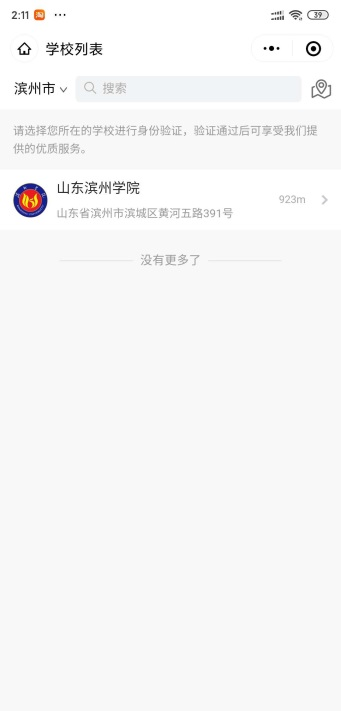 2:11 淘 ··· 39
学校列表
滨州市 搜索
请选择您所在的学校进行身份验证，验证通过后可享受我们提
供的优质服务。
山东滨州学院
923m
山东省滨州市滨城区黄河五路391号
没有更多了